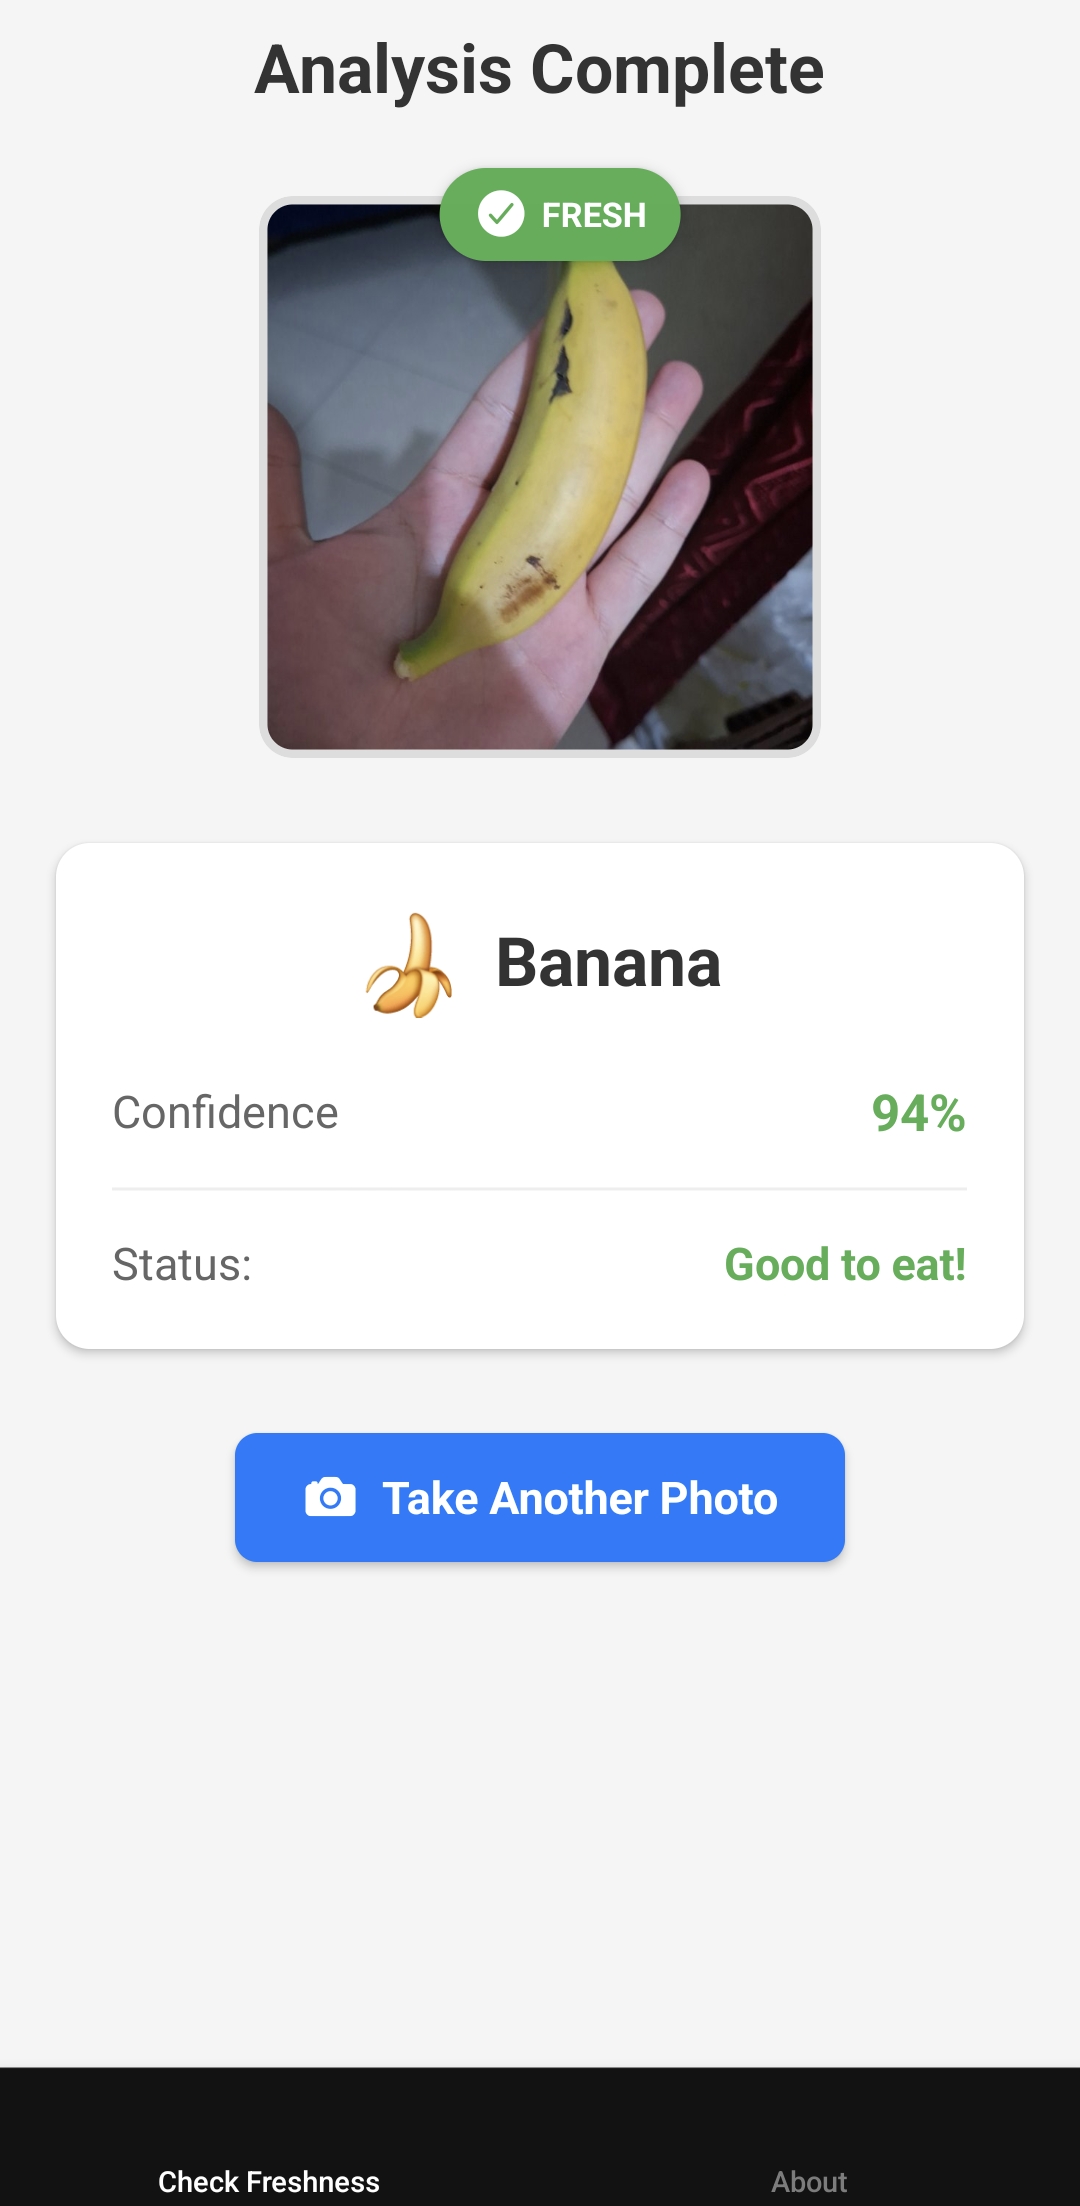 Analysis Complete
FRESH
Banana
Confidence 94%
Status: Good to eat!
Take Another Photo
Check Freshness About